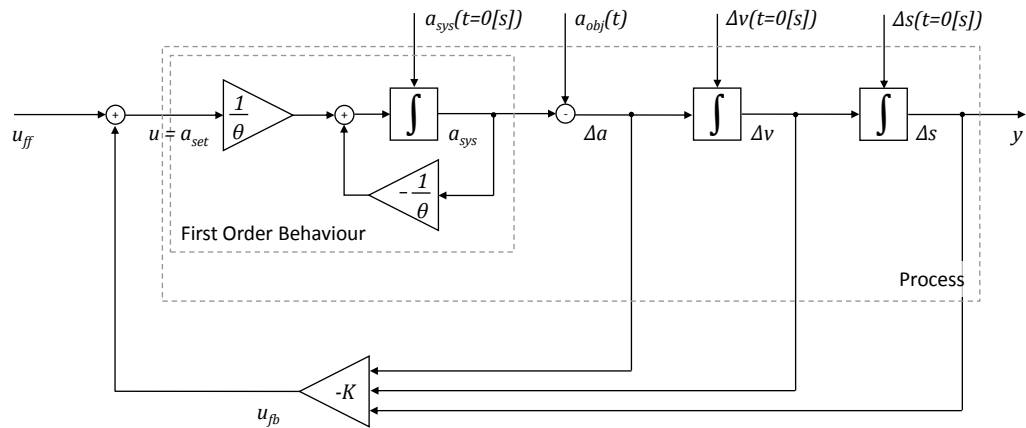 a_sys(t=0[s])
a_obj(t)
Δv(t=0[s])
Δs(t=0[s])
1
θ
+
+
∫
-
∫
∫
u_ff
u = a_set
a_sys
Δa
Δv
Δs
y
- 1
θ
First Order Behaviour
Process
-K
u_fb